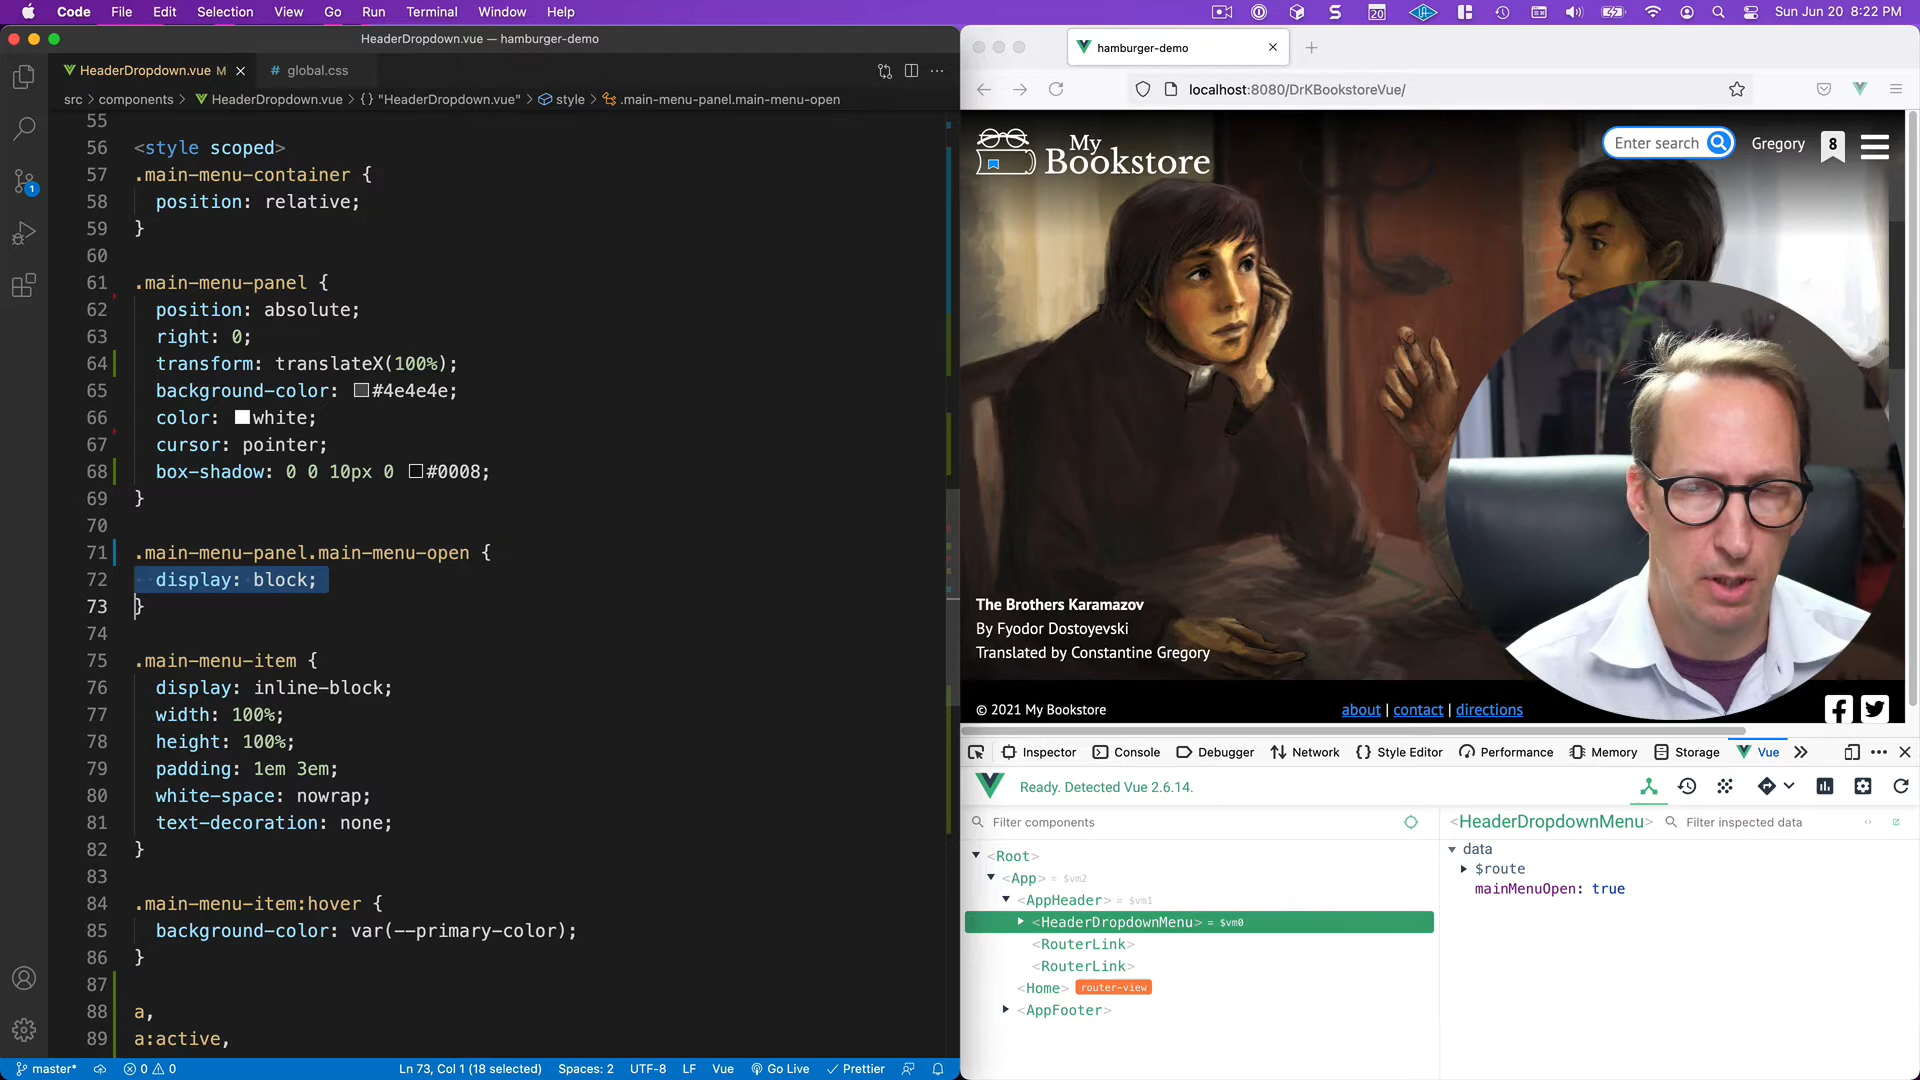 Code File Edit Selection View Go Run Terminal Window Help
20
Sun Jun 20 8:22 PM
HeaderDropdown.vue — hamburger-demo
HeaderDropdown.vue M
# global.css
src > components > HeaderDropdown.vue > {} "HeaderDropdown.vue" > style > .main-menu-panel.main-menu-open
55
56 <style scoped>
57 .main-menu-container {
58 position: relative;
59 }
60
61 .main-menu-panel {
62 position: absolute;
63 right: 0;
64 transform: translateX(100%);
65 background-color: #4e4e4e;
66 color: white;
67 cursor: pointer;
68 box-shadow: 0 0 10px 0 #0008;
69 }
70
71 .main-menu-panel.main-menu-open {
72 display: block;
73 }
74
75 .main-menu-item {
76 display: inline-block;
77 width: 100%;
78 height: 100%;
79 padding: 1em 3em;
80 white-space: nowrap;
81 text-decoration: none;
82 }
83
84 .main-menu-item:hover {
85 background-color: var(--primary-color);
86 }
87
88 a,
89 a:active,
1
master* 0 0 Ln 73, Col 1 (18 selected) Spaces: 2 UTF-8 LF Vue Go Live Prettier
hamburger-demo
localhost:8080/DrKBookstoreVue/
My
Bookstore
Enter search
Gregory
8
The Brothers Karamazov
By Fyodor Dostoyevski
Translated by Constantine Gregory
© 2021 My Bookstore
about | contact | directions
Inspector Console Debugger Network {} Style Editor Performance Memory Storage Vue
Ready. Detected Vue 2.6.14.
Filter components
<Root>
<App> = $vm2
<AppHeader> = $vm1
<HeaderDropdownMenu> = $vm0
<RouterLink>
<RouterLink>
<Home> router-view
<AppFooter>
<HeaderDropdownMenu>
Filter inspected data
data
$route
mainMenuOpen: true